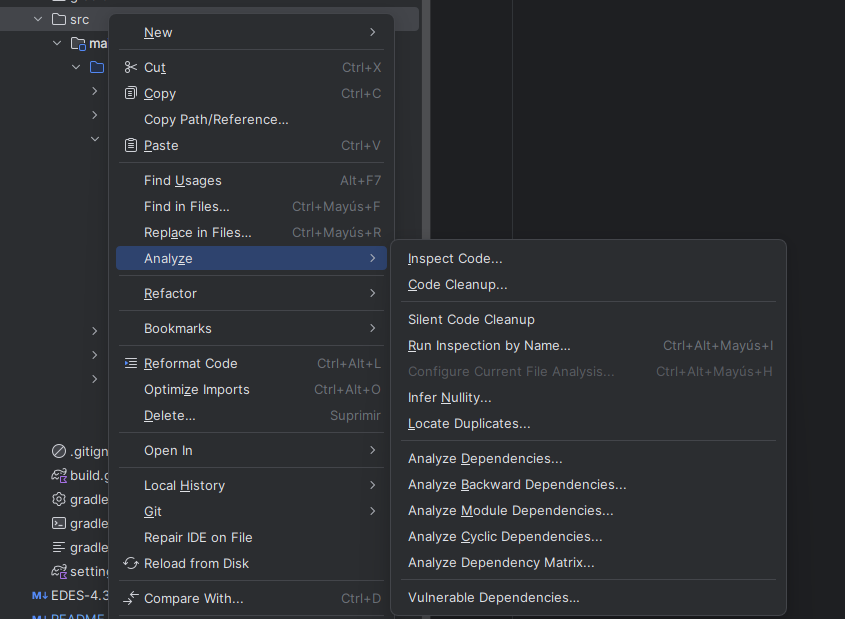 src
New
ma
Cut Ctrl+X
Copy Ctrl+C
Copy Path/Reference...
Paste Ctrl+V
Find Usages Alt+F7
Find in Files... Ctrl+Mayús+F
Replace in Files... Ctrl+Mayús+R
Analyze
Refactor
Bookmarks
Reformat Code Ctrl+Alt+L
Optimize Imports Ctrl+Alt+O
Delete... Suprimir
Open In
Local History
Git
Repair IDE on File
Reload from Disk
Compare With... Ctrl+D
Inspect Code...
Code Cleanup...
Silent Code Cleanup
Run Inspection by Name... Ctrl+Alt+Mayús+I
Configure Current File Analysis... Ctrl+Alt+Mayús+H
Infer Nullity...
Locate Duplicates...
Analyze Dependencies...
Analyze Backward Dependencies...
Analyze Module Dependencies...
Analyze Cyclic Dependencies...
Analyze Dependency Matrix...
Vulnerable Dependencies...
.gitign
build.g
gradle
gradle
gradle
setting
M↓ EDES-4.3
M↓ README